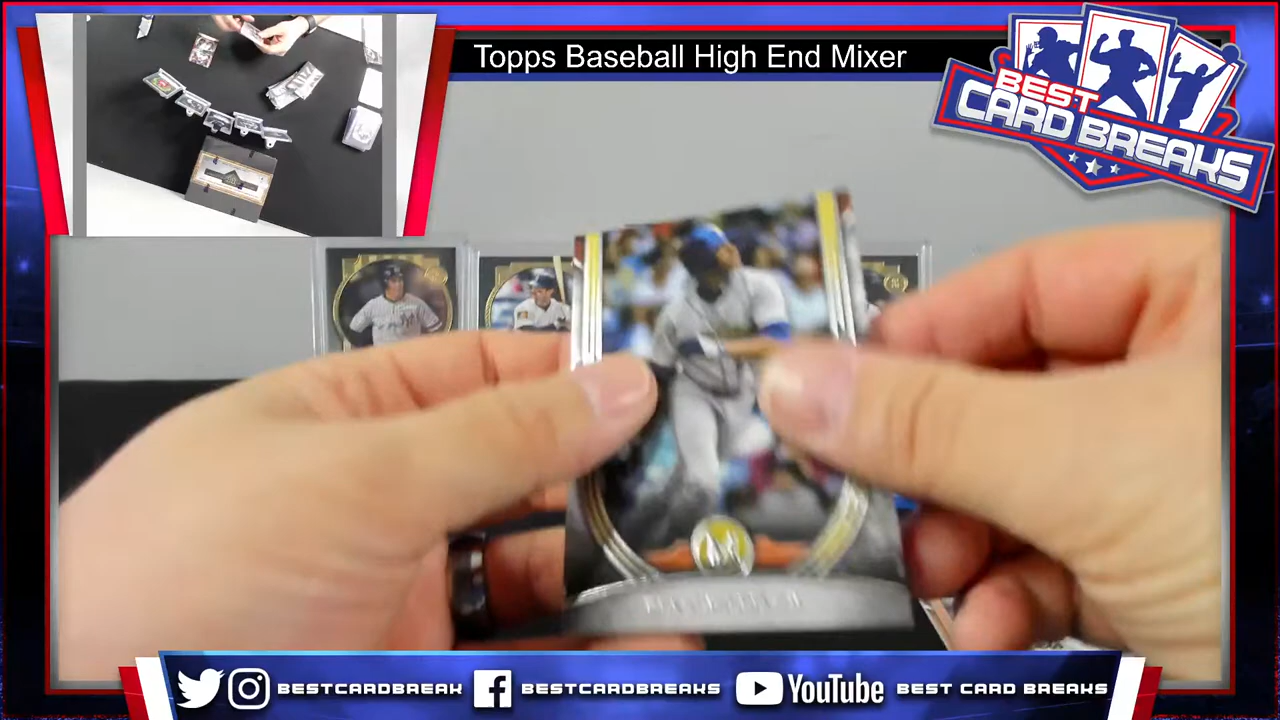 Topps Baseball High End Mixer
BEST
CARD BREAKS
M
BESTCARDBREAK
BESTCARDBREAKS
YouTube
BEST CARD BREAKS